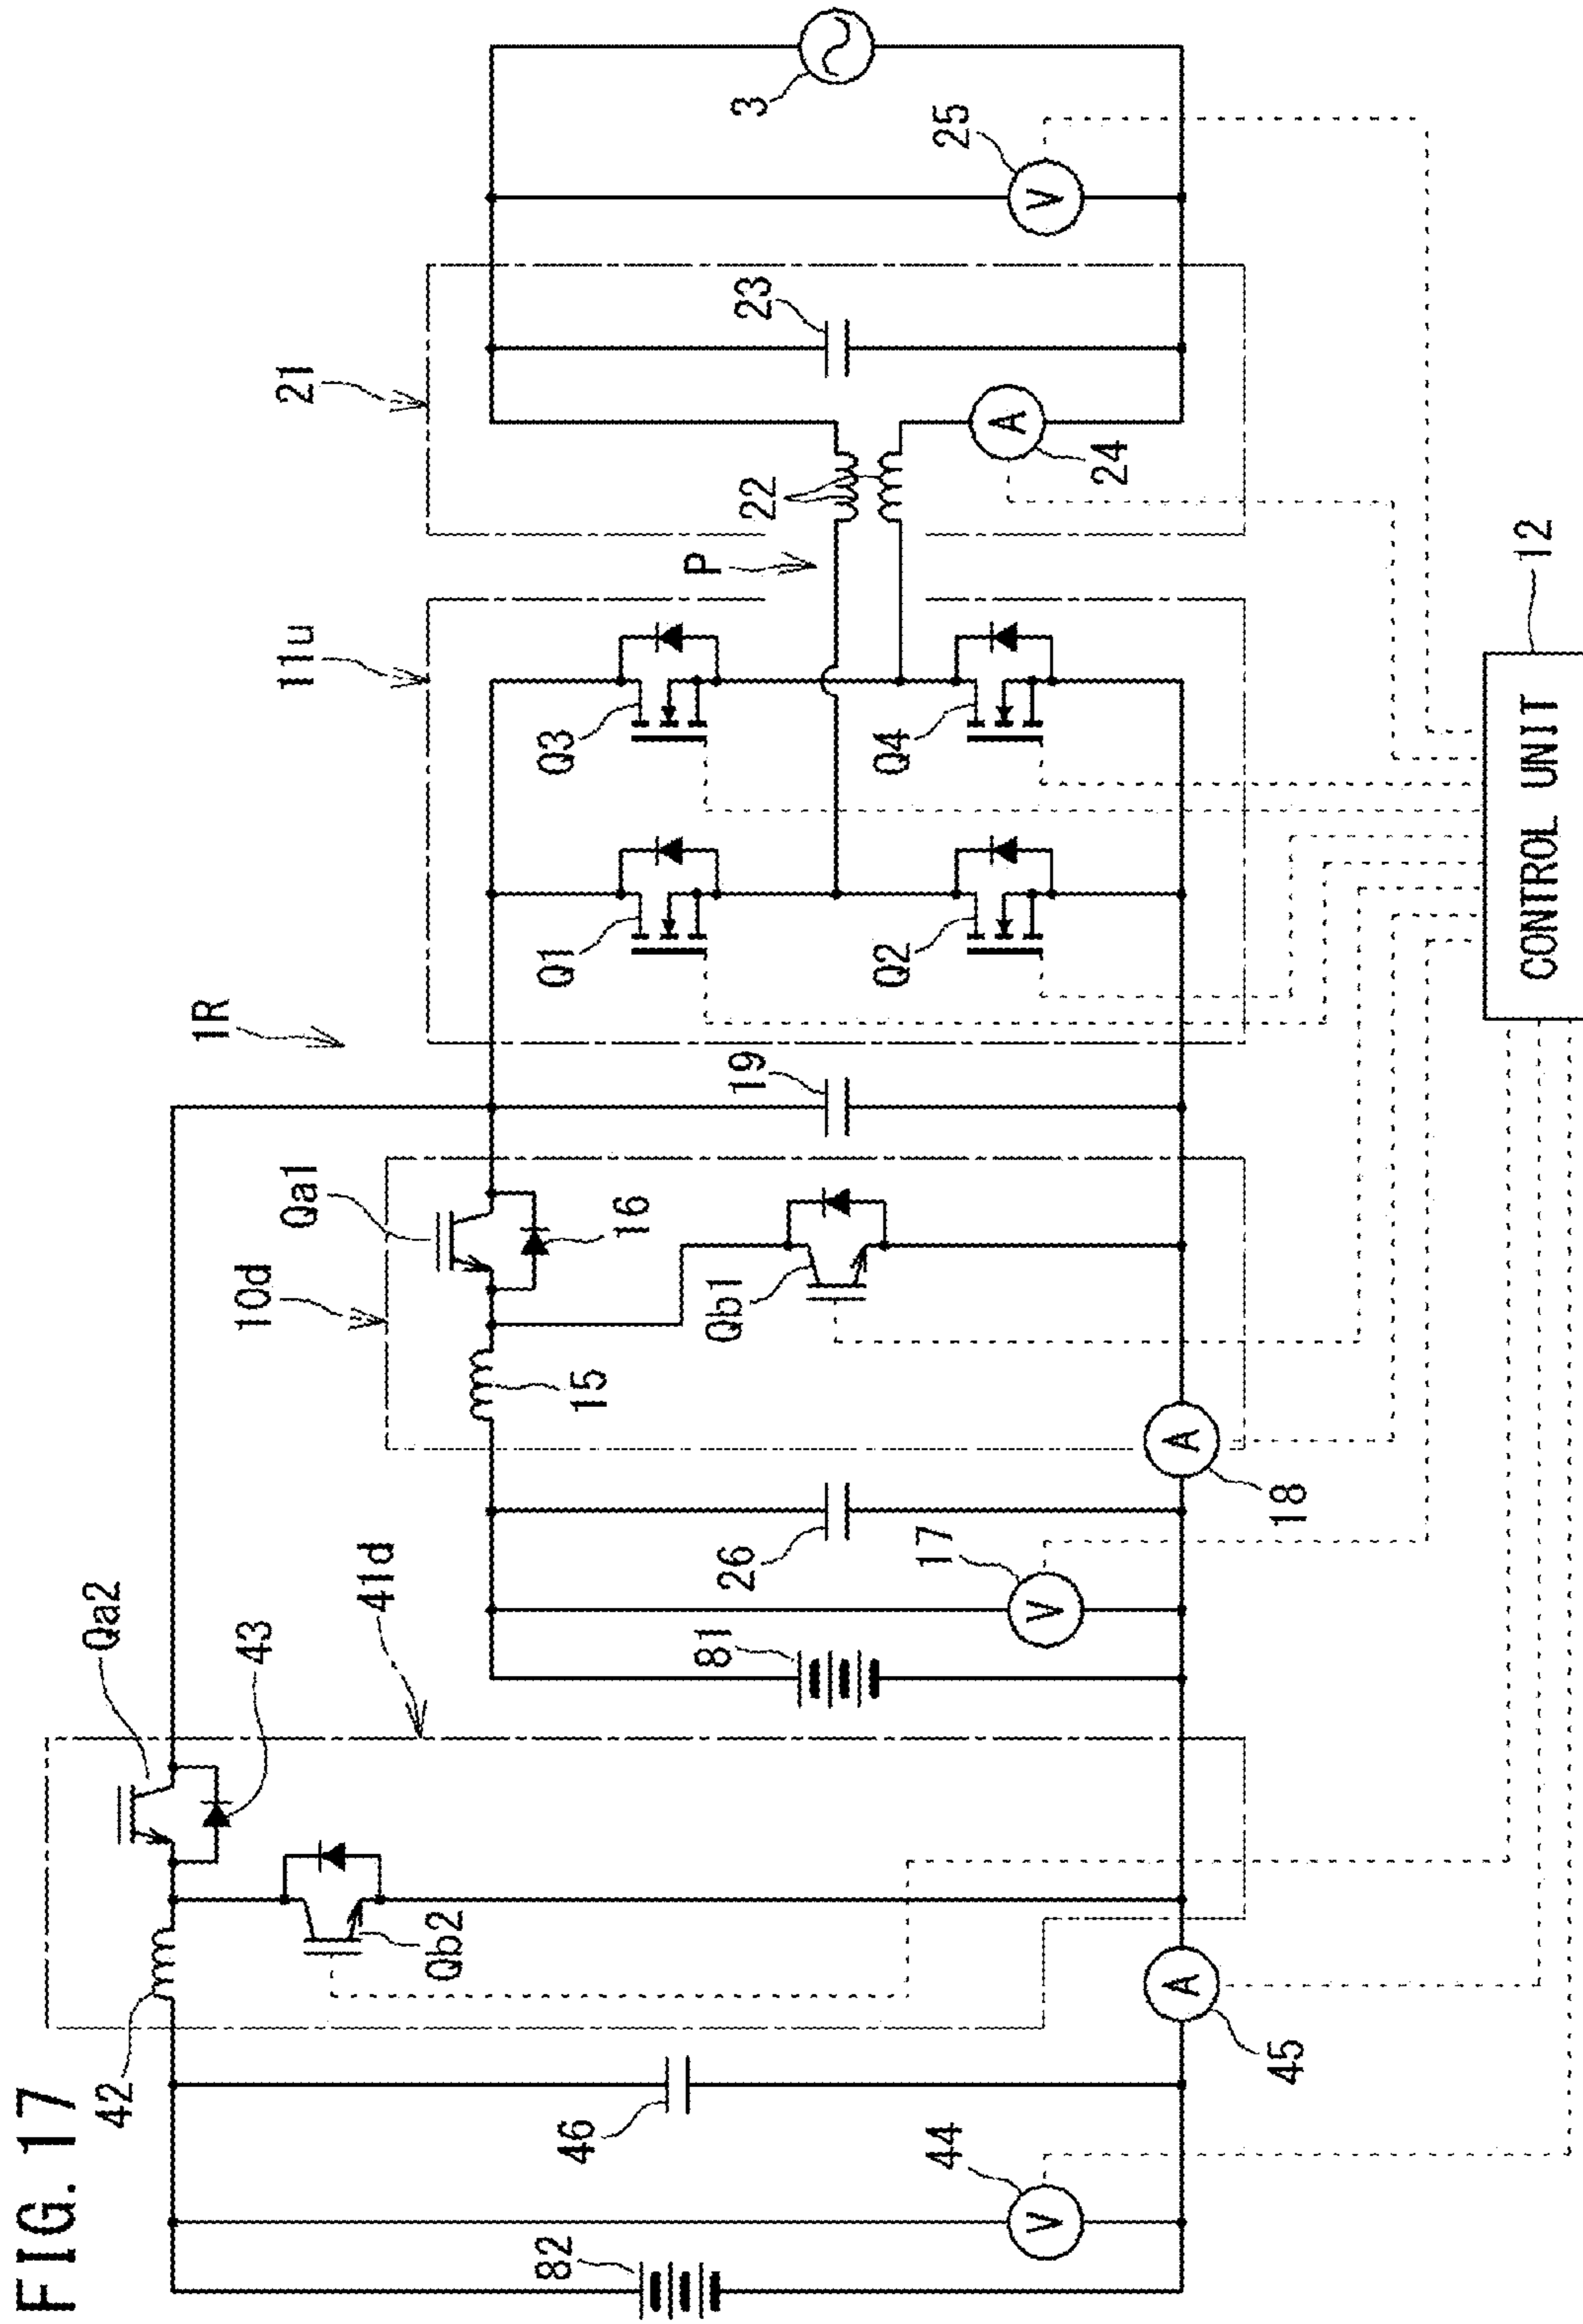 FIG. 17
1R
Qa2
43
42
41d
Qb2
46
82
44
45
10d
Qa1
16
15
Qb1
19
26
81
17
V
V
A
A
18
11u
Q1
Q3
Q2
Q4
P
21
22
23
A
24
3
25
V
CONTROL UNIT
12